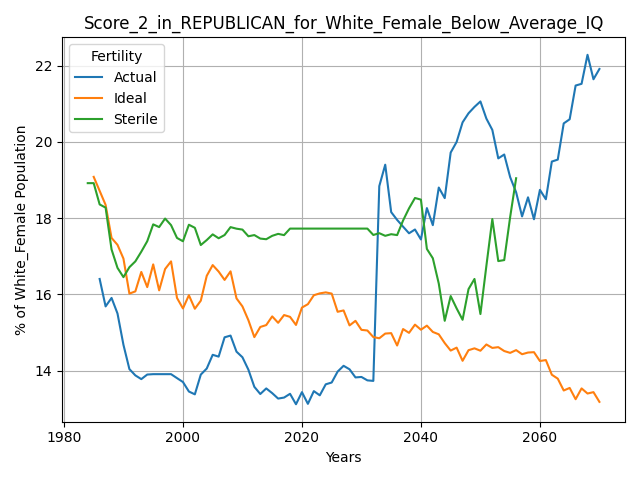 Score_2_in_REPUBLICAN_for_White_Female_Below_Average_IQ
Fertility
Actual
Ideal
Sterile
% of White_Female Population
22
20
18
16
14
1980
2000
2020
2040
2060
Years